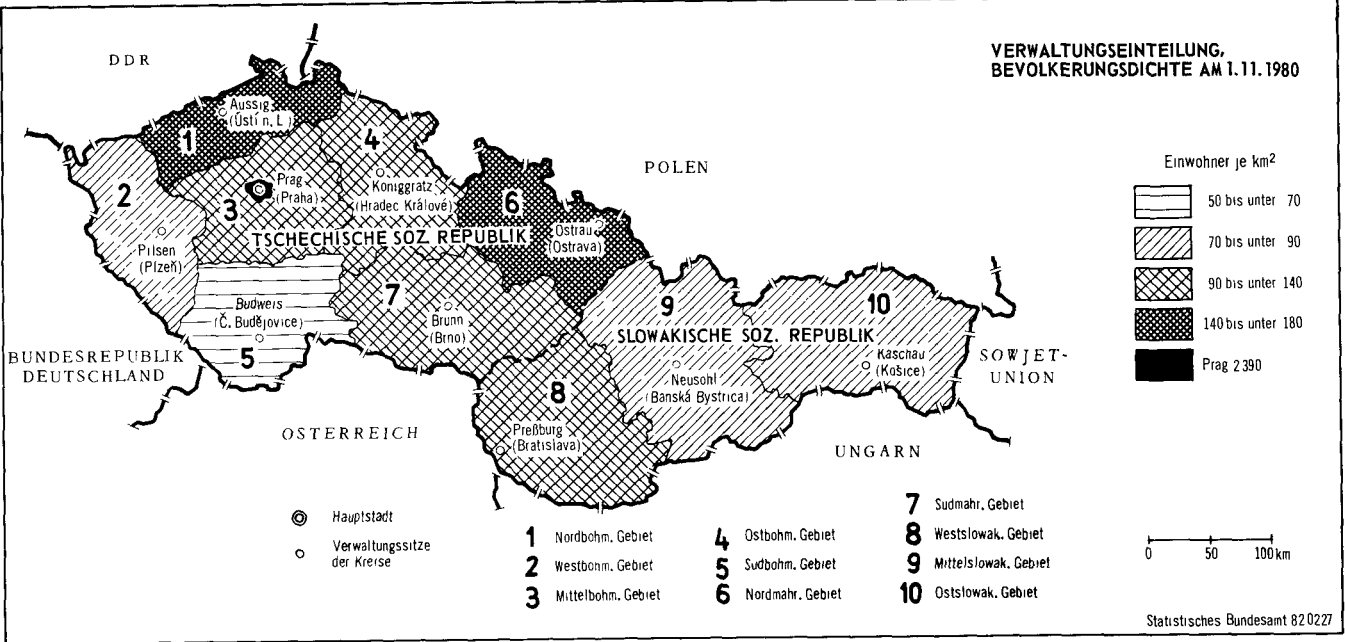 VERWALTUNGSEINTEILUNG,
BEVOLKERUNGSDICHTE AM 1.11.1980
DDR
POLEN
BUNDESREPUBLIK
DEUTSCHLAND
OSTERREICH
UNGARN
SOWJET-
UNION
TSCHECHISCHE SOZ. REPUBLIK
SLOWAKISCHE SOZ. REPUBLIK
1
Aussig
(Ústí n. L)
2
Pilsen
(Plzeň)
3
Prag
(Praha)
4
Koniggratz
(Hradec Králové)
5
Budweis
(Č. Budějovice)
6
Ostrau
(Ostrava)
7
Brunn
(Brno)
8
Preßburg
(Bratislava)
9
Neusohl
(Banská Bystrica)
10
Kaschau
(Košice)
Einwohner je km²
50 bis unter 70
70 bis unter 90
90 bis unter 140
140 bis unter 180
Prag 2 390
Hauptstadt
Verwaltungssitze
der Kreise
1 Nordbohm. Gebiet
2 Westbohm. Gebiet
3 Mittelbohm. Gebiet
4 Ostbohm. Gebiet
5 Sudbohm. Gebiet
6 Nordmahr. Gebiet
7 Sudmahr. Gebiet
8 Westslowak. Gebiet
9 Mittelslowak. Gebiet
10 Ostslowak. Gebiet
0 50 100 km
Statistisches Bundesamt 82 0227